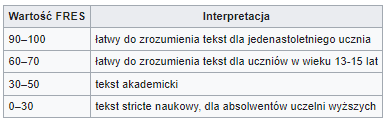 Wartość FRES Interpretacja
90–100 łatwy do zrozumienia tekst dla jedenastoletniego ucznia
60–70 łatwy do zrozumienia tekst dla uczniów w wieku 13-15 lat
30–50 tekst akademicki
0–30 tekst stricte naukowy, dla absolwentów uczelni wyższych